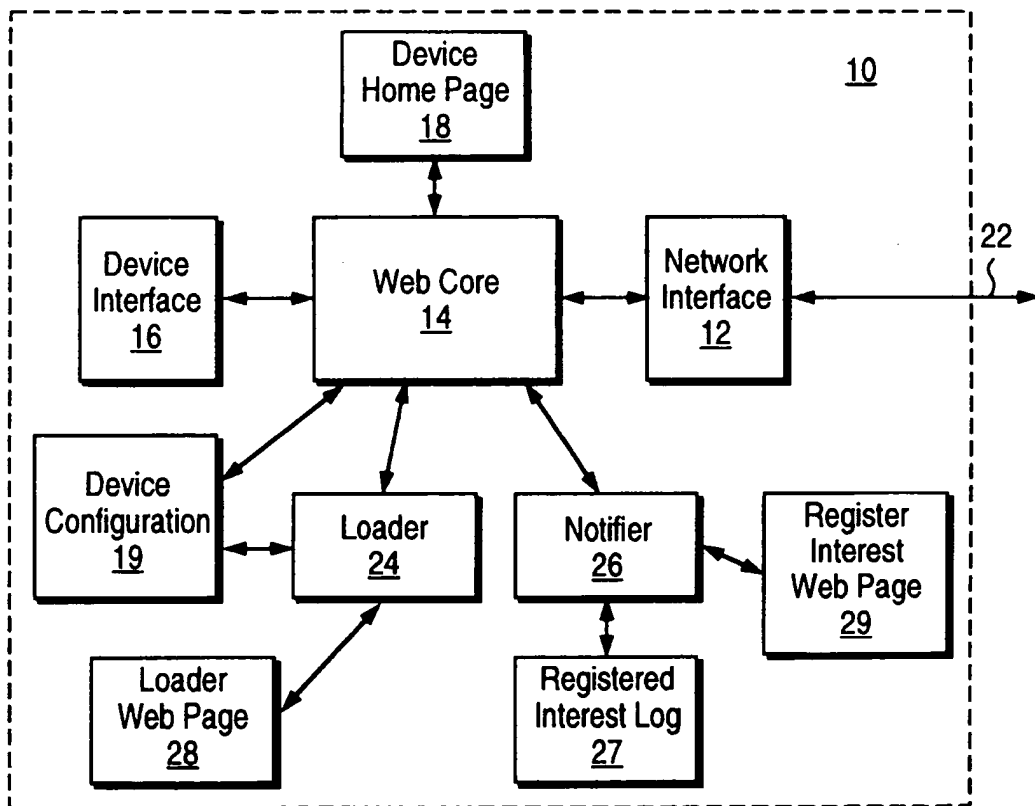 Device
Home Page
18
10
Device
Interface
16
Web Core
14
Network
Interface
12
22
Device
Configuration
19
Loader
24
Notifier
26
Register
Interest
Web Page
29
Loader
Web Page
28
Registered
Interest Log
27